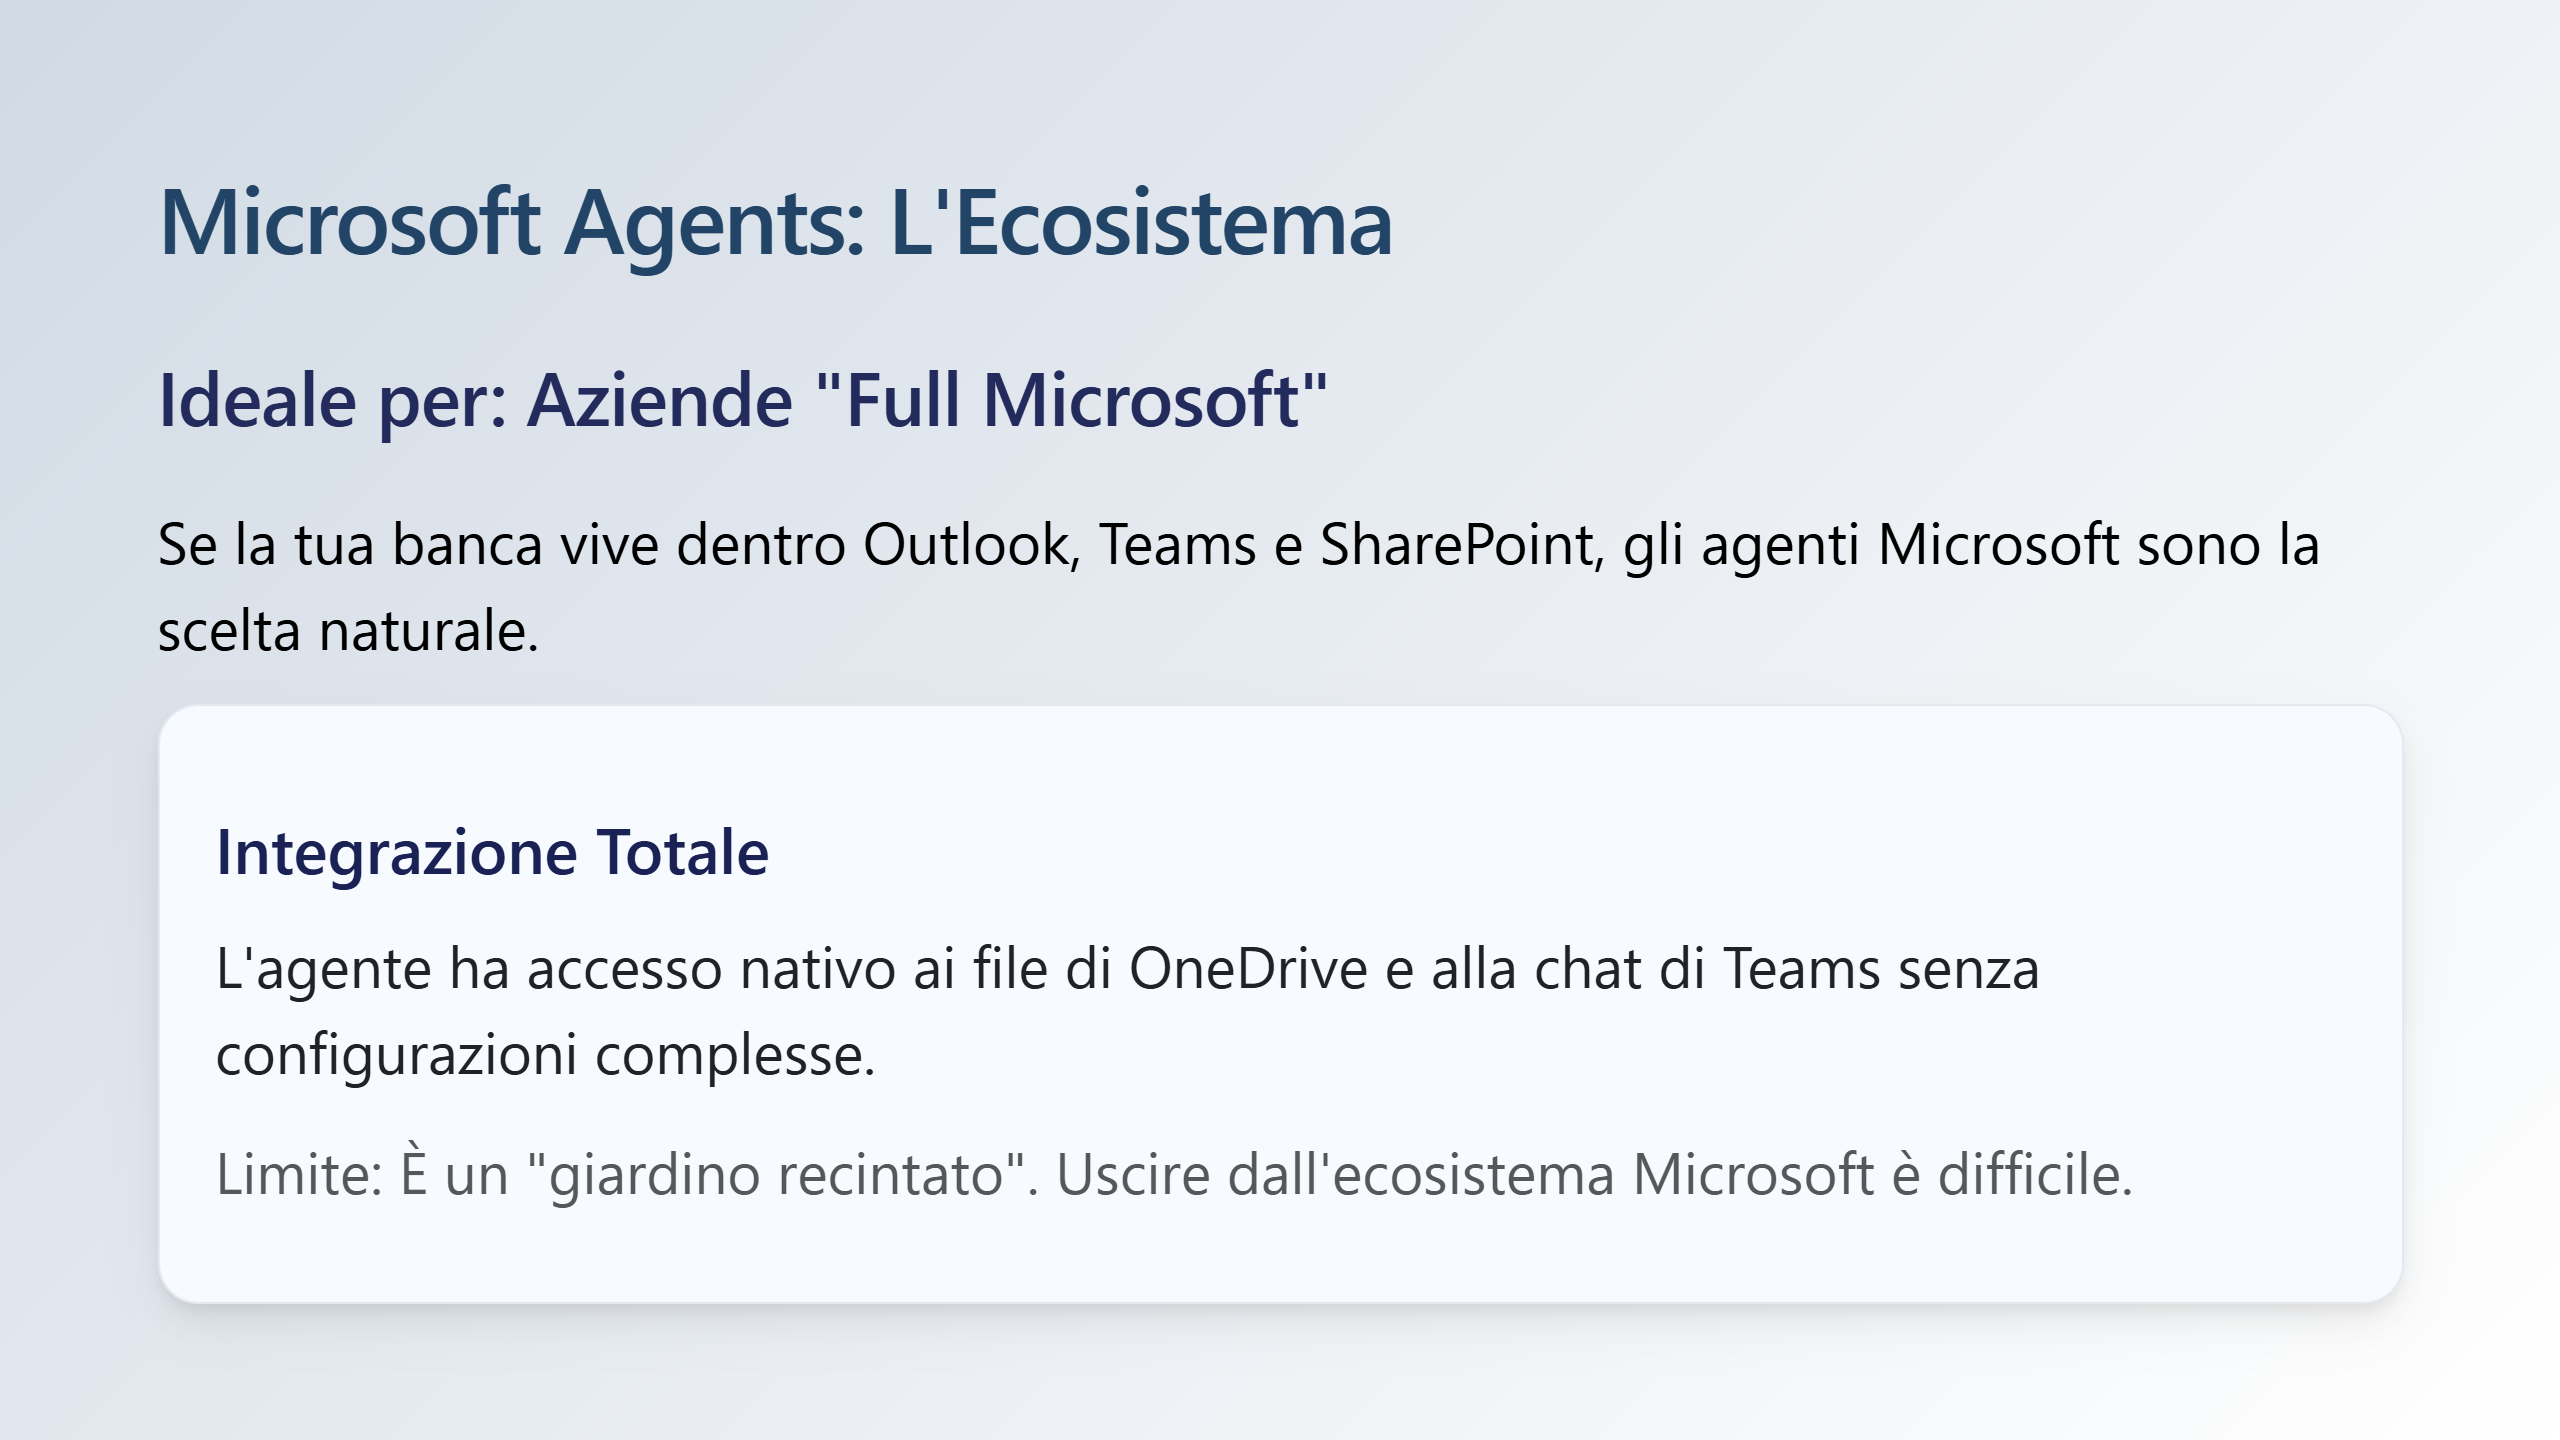 Microsoft Agents: L'Ecosistema
Ideale per: Aziende "Full Microsoft"
Se la tua banca vive dentro Outlook, Teams e SharePoint, gli agenti Microsoft sono la
scelta naturale.
Integrazione Totale
L'agente ha accesso nativo ai file di OneDrive e alla chat di Teams senza
configurazioni complesse.
Limite: È un "giardino recintato". Uscire dall'ecosistema Microsoft è difficile.